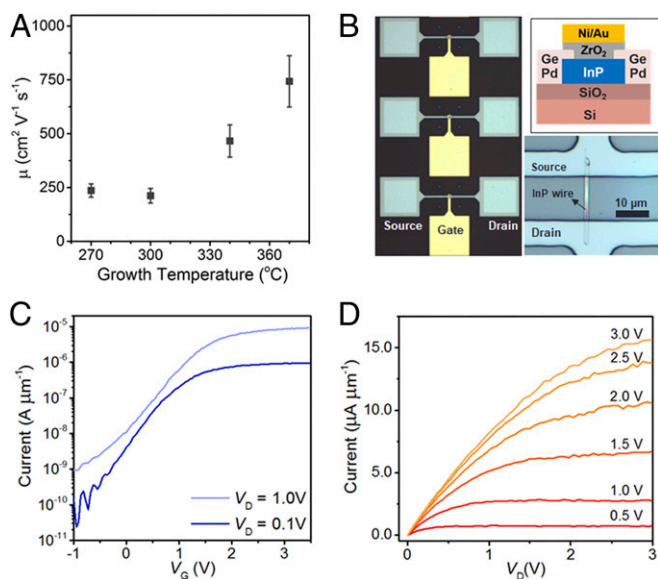 A
μ (cm² V⁻¹ s⁻¹)
1000
750
500
250
0
270
300
330
360
Growth Temperature (°C)
B
Source
Gate
Drain
Ni/Au
ZrO₂
Ge
Pd
InP
Ge
Pd
SiO₂
Si
Source
InP wire
10 μm
Drain
C
Current (A μm⁻¹)
10⁻⁵
10⁻⁶
10⁻⁷
10⁻⁸
10⁻⁹
10⁻¹⁰
10⁻¹¹
V_D = 1.0V
V_D = 0.1V
-1
0
1
2
3
V_G (V)
D
Current (μA μm⁻¹)
15.0
10.0
5.0
0.0
3.0 V
2.5 V
2.0 V
1.5 V
1.0 V
0.5 V
0
1
2
3
V_D(V)